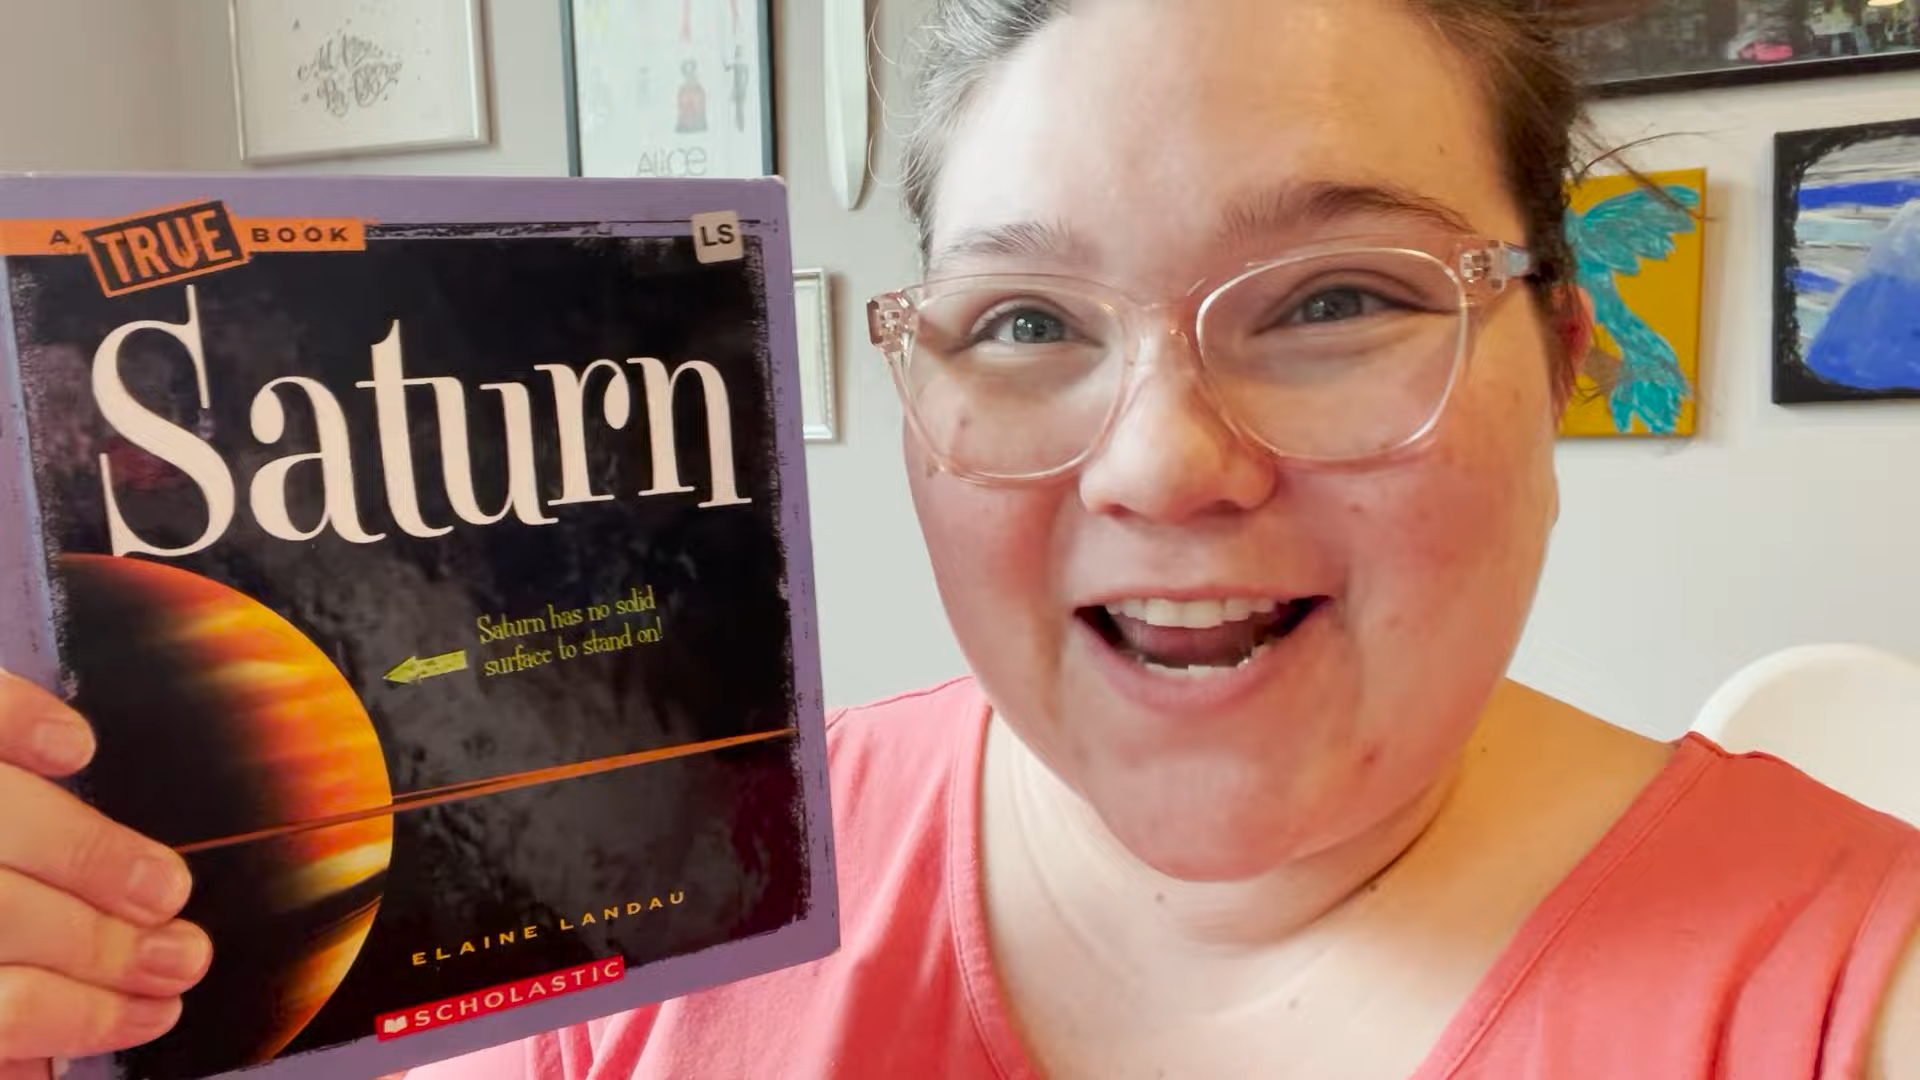 Alice
A TRUE BOOK
LS
Saturn
Saturn has no solid
surface to stand on!
ELAINE LANDAU
SCHOLASTIC